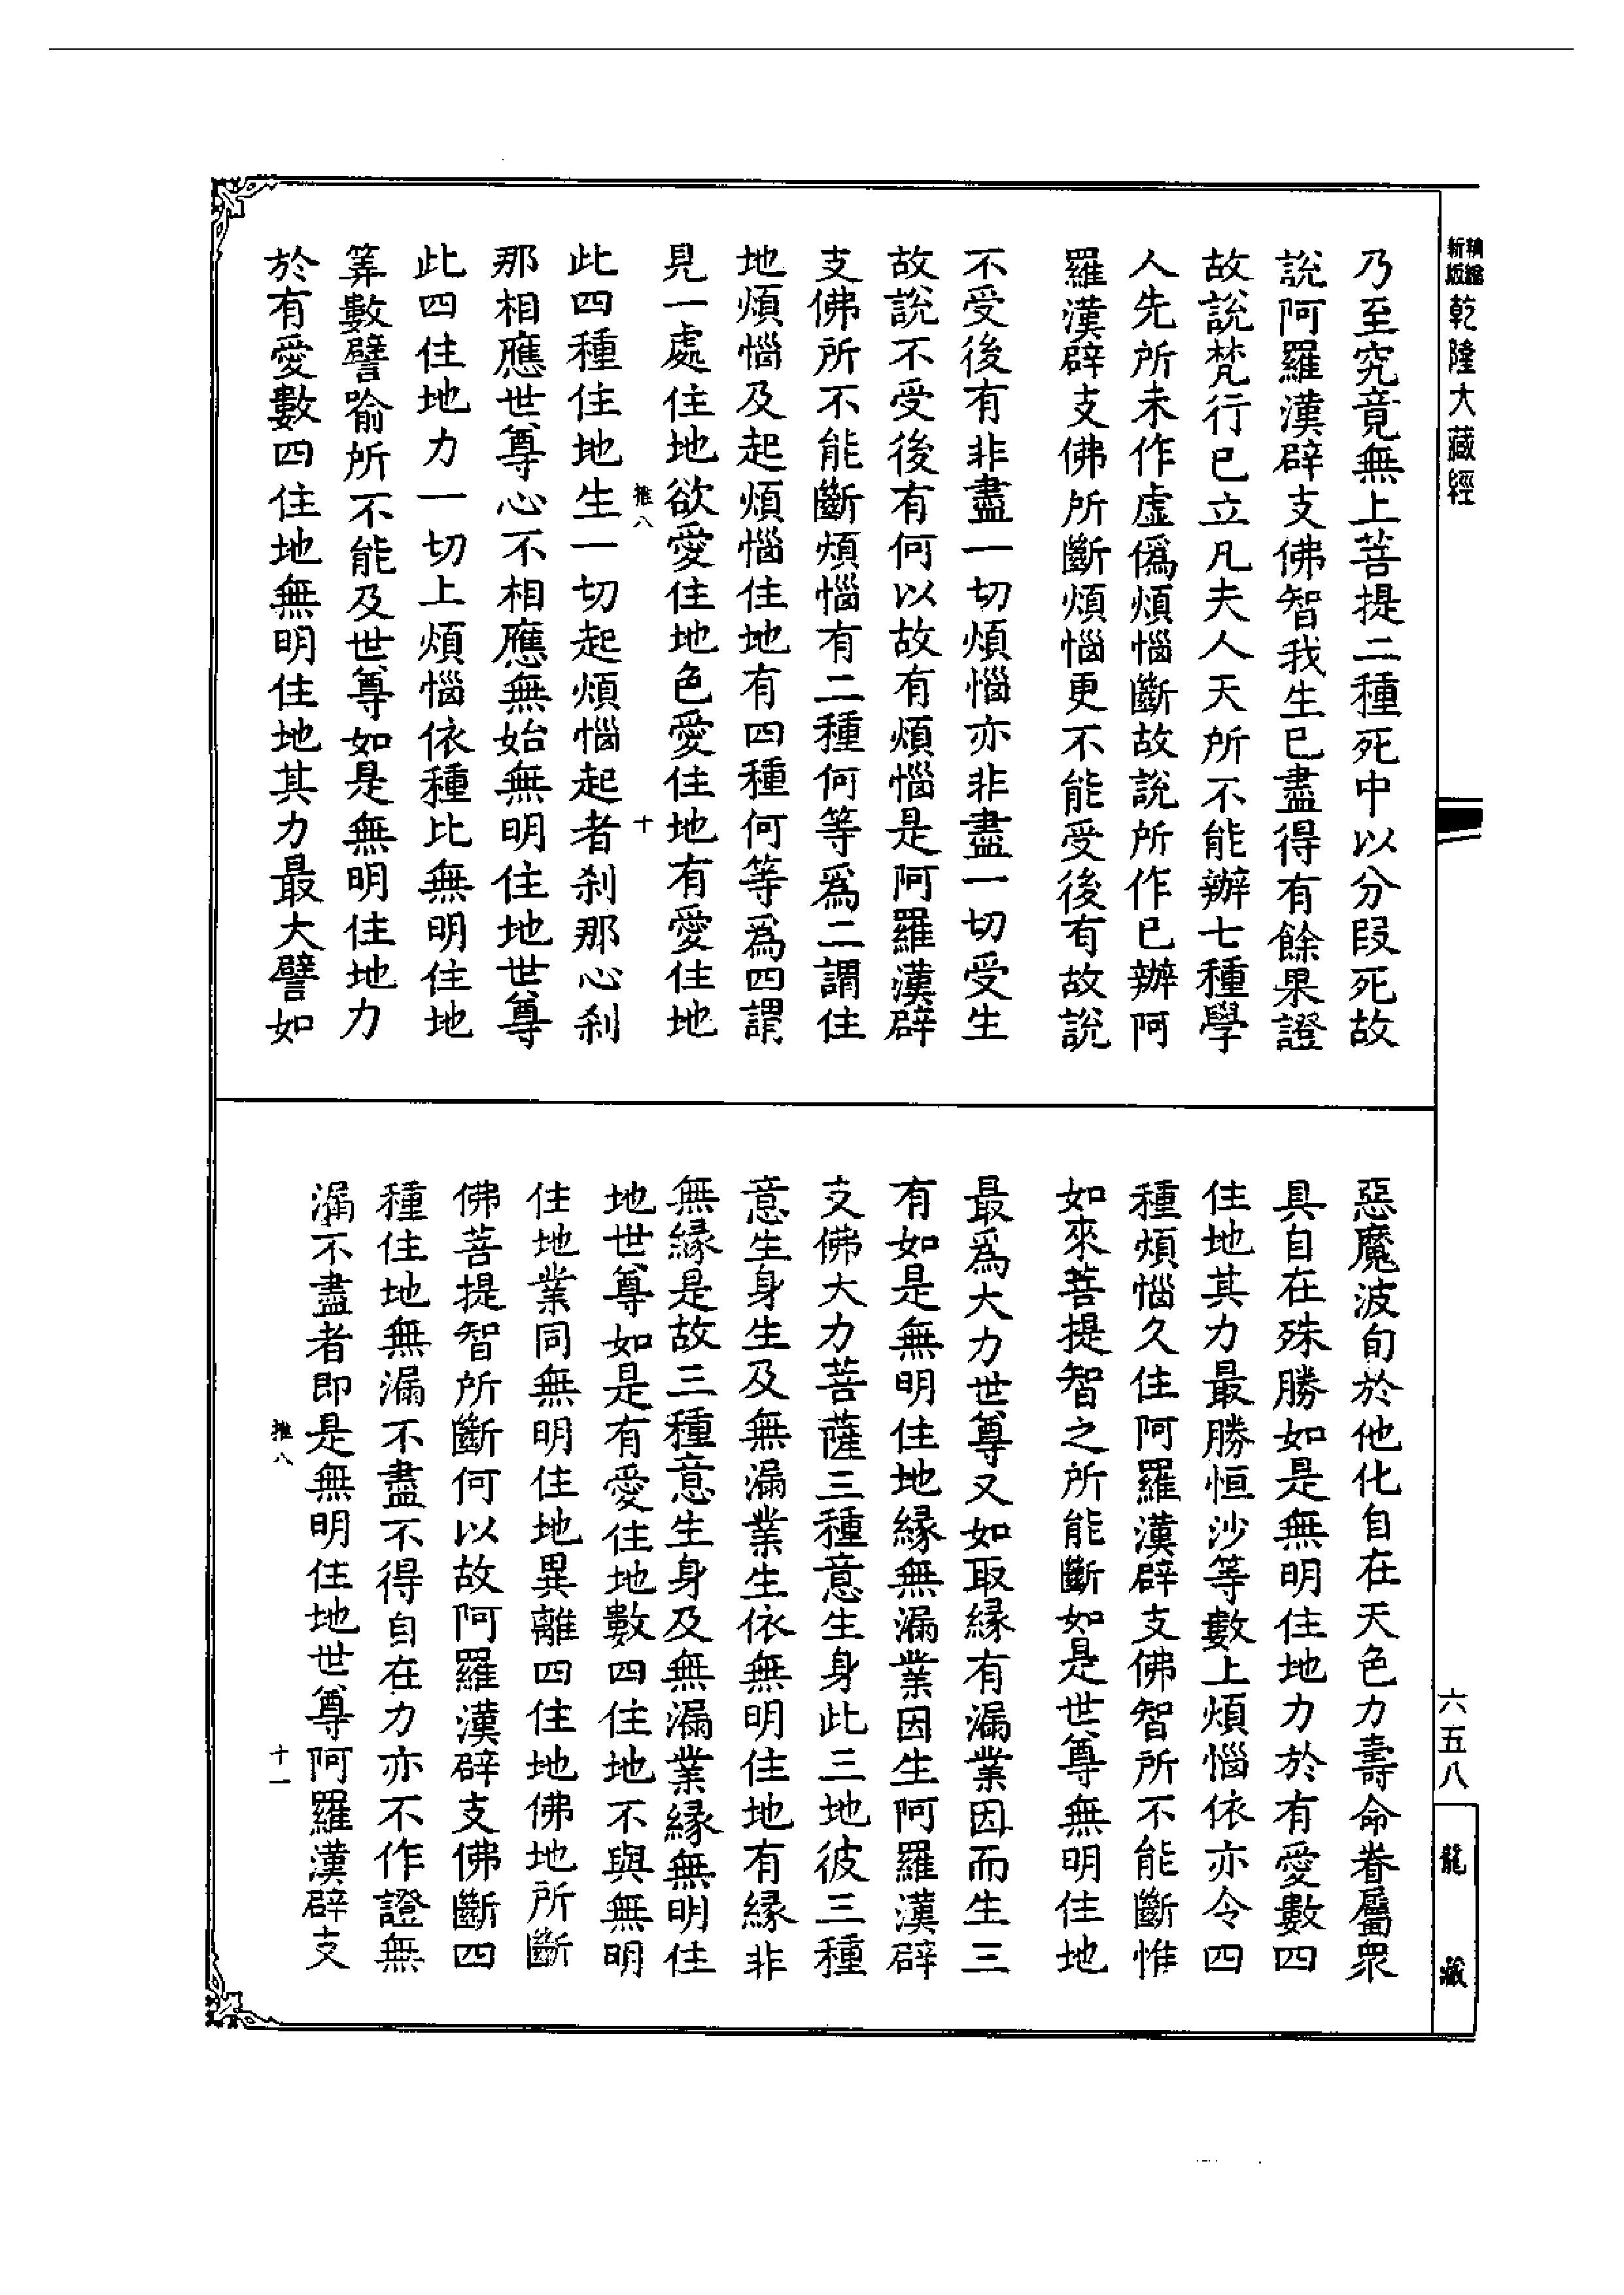 新版精縮乾隆大藏經
乃至究竟無上菩提二種死中以分段死故
說阿羅漢辟支佛智我生已盡得有餘果證
故說梵行已立凡夫人天所不能辦七種學
人先所未作虛偽煩惱斷故說所作已辦阿
羅漢辟支佛所斷煩惱更不能受後有故說
不受後有非盡一切煩惱亦非盡一切受生
故說不受後有何以故有煩惱是阿羅漢辟
支佛所不能斷煩惱有二種何等爲二謂住
地煩惱及起煩惱住地有四種何等爲四謂
見一處住地欲愛住地色愛住地有愛住地
推八 十
此四種住地生一切起煩惱起者刹那心刹
那相應世尊心不相應無始無明住地世尊
此四住地力一切上煩惱依種比無明住地
筭數譬喻所不能及世尊如是無明住地力
於有愛數四住地無明住地其力最大譬如
惡魔波旬於他化自在天色力壽命眷屬衆
具自在殊勝如是無明住地力於有愛數四
住地其力最勝恒沙等數上煩惱依亦令四
種煩惱久住阿羅漢辟支佛智所不能斷惟
如來菩提智之所能斷如是世尊無明住地
最爲大力世尊又如取緣有漏業因而生三
有如是無明住地緣無漏業因生阿羅漢辟
支佛大力菩薩三種意生身此三地彼三種
意生身生及無漏業生依無明住地有緣非
無緣是故三種意生身及無漏業緣無明住
地世尊如是有愛住地數四住地不與無明
住地業同無明住地異離四住地佛地所斷
佛菩提智所斷何以故阿羅漢辟支佛斷四
種住地無漏不盡不得自在力亦不作證無
漏不盡者即是無明住地世尊阿羅漢辟支
推八 十一
六五八
龍藏